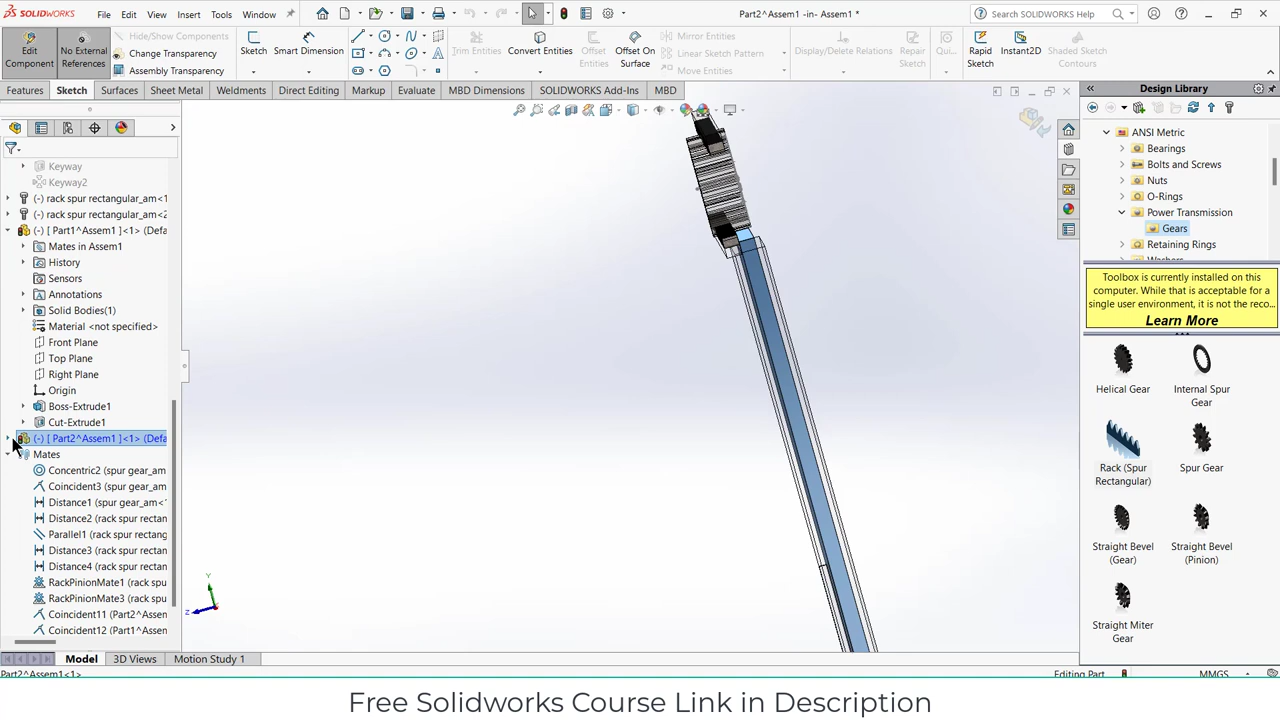 SOLIDWORKS File Edit View Insert Tools Window Part2^Assem1 -in- Assem1 * Search SOLIDWORKS Help
Edit Component No External References Hide/Show Components Change Transparency Assembly Transparency Sketch Smart Dimension Trim Entities Convert Entities Offset Entities Offset On Surface Mirror Entities Linear Sketch Pattern Move Entities Display/Delete Relations Repair Sketch Qui... Rapid Sketch Instant2D Shaded Sketch Contours
Features Sketch Surfaces Sheet Metal Weldments Direct Editing Markup Evaluate MBD Dimensions SOLIDWORKS Add-Ins MBD
Keyway
Keyway2
(-) rack spur rectangular_am<1
(-) rack spur rectangular_am<2
(-) [ Part1^Assem1 ]<1> (Defa
Mates in Assem1
History
Sensors
Annotations
Solid Bodies(1)
Material <not specified>
Front Plane
Top Plane
Right Plane
Origin
Boss-Extrude1
Cut-Extrude1
(-) [ Part2^Assem1 ]<1> (Defa
Mates
Concentric2 (spur gear_am
Coincident3 (spur gear_am
Distance1 (spur gear_am<
Distance2 (rack spur rectan
Parallel1 (rack spur rectang
Distance3 (rack spur rectan
Distance4 (rack spur rectan
RackPinionMate1 (rack spu
RackPinionMate3 (rack spu
Coincident11 (Part2^Assen
Coincident12 (Part1^Assen
Y
Z
Design Library
ANSI Metric
Bearings
Bolts and Screws
Nuts
O-Rings
Power Transmission
Gears
Retaining Rings
Toolbox is currently installed on this
computer. While that is acceptable for a
single user environment, it is not the reco...
Learn More
Helical Gear
Internal Spur Gear
Rack (Spur Rectangular)
Spur Gear
Straight Bevel (Gear)
Straight Bevel (Pinion)
Straight Miter Gear
Model 3D Views Motion Study 1
Part2^Assem1<1> Editing Part MMGS
Free Solidworks Course Link in Description